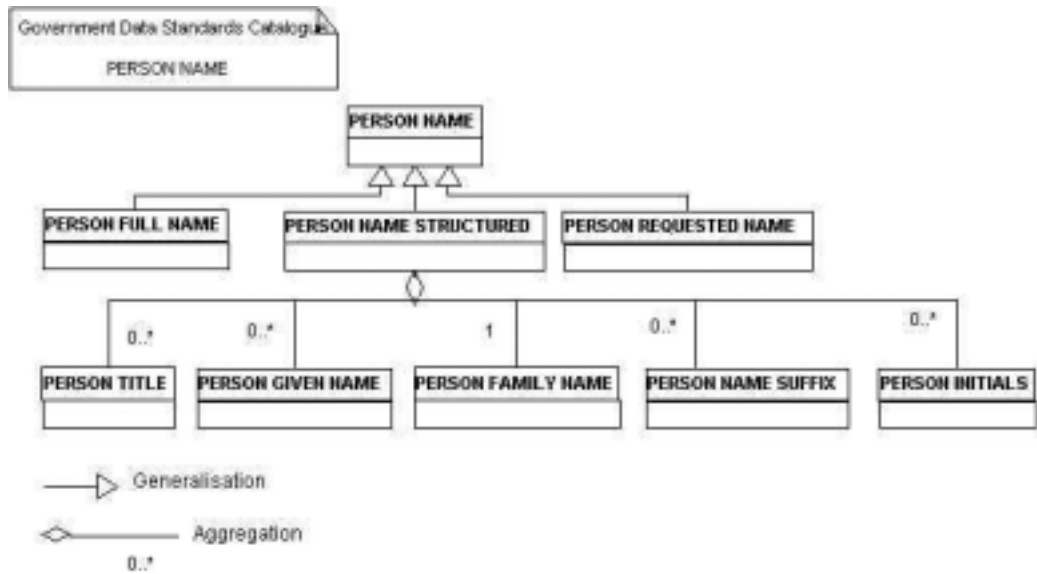 Government Data Standards Catalogue
PERSON NAME
PERSON NAME
PERSON FULL NAME
PERSON NAME STRUCTURED
PERSON REQUESTED NAME
0..*
0..*
1
0..*
0..*
PERSON TITLE
PERSON GIVEN NAME
PERSON FAMILY NAME
PERSON NAME SUFFIX
PERSON INITIALS
Generalisation
Aggregation
0..*